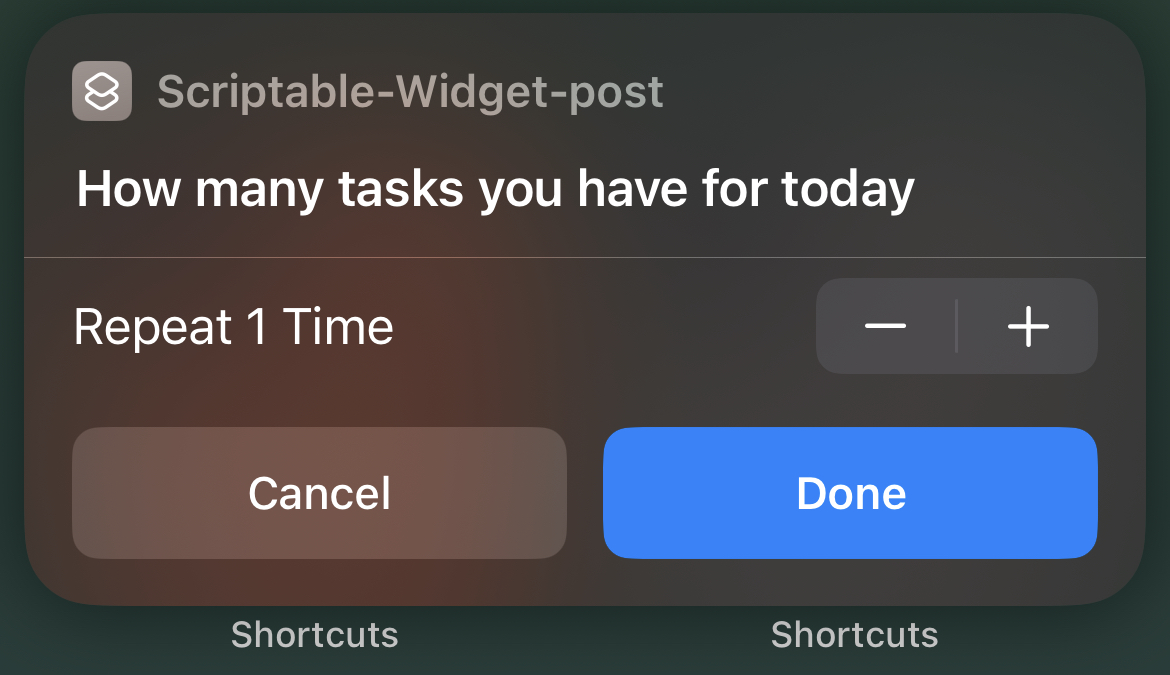 Scriptable-Widget-post
How many tasks you have for today
Repeat 1 Time
Cancel
Done
Shortcuts
Shortcuts